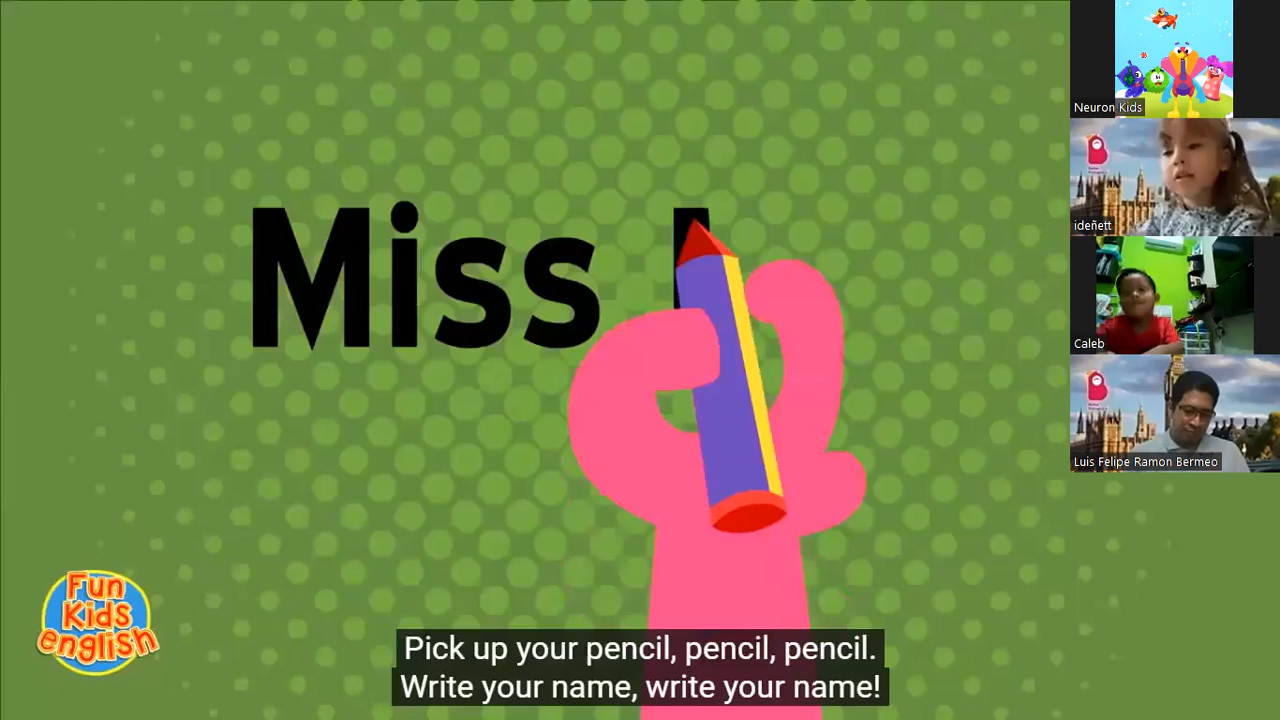 Miss
Fun
Kids
english
Pick up your pencil, pencil, pencil.
Write your name, write your name!
Neuron Kids
ideñett
Caleb
Luis Felipe Ramon Bermeo